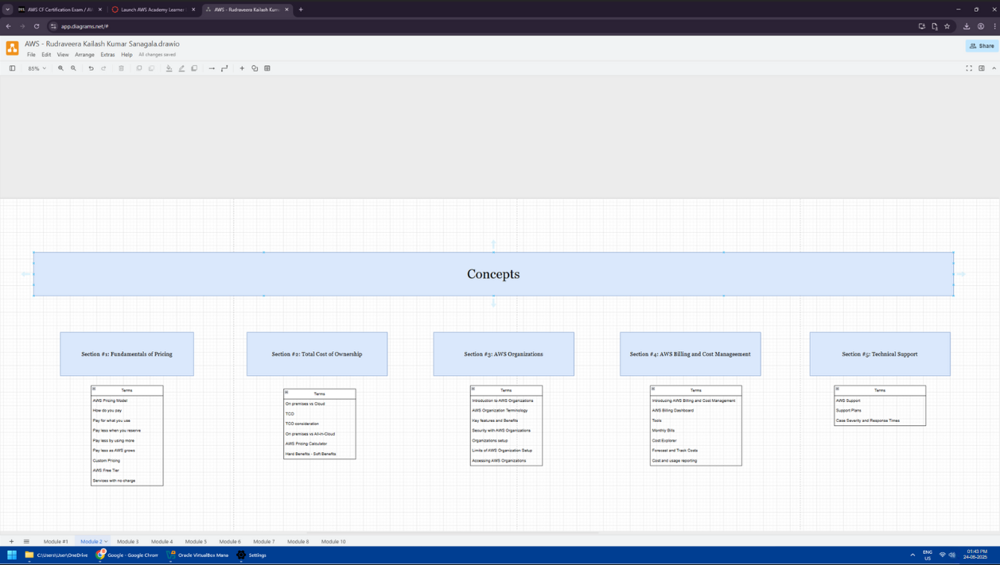 AWS CF Certification Exam / AW
Launch AWS Academy Learner
AWS - Rudraveera Kailash Kum
app.diagrams.net/#
AWS - Rudraveera Kailash Kumar Sanagala.drawio
File Edit View Arrange Extras Help All changes saved
Share
85%
Concepts
Section #1: Fundamentals of Pricing
Section #2: Total Cost of Ownership
Section #3: AWS Organizations
Section #4: AWS Billing and Cost Manageement
Section #5: Technical Support
Terms
AWS Pricing Model
How do you pay
Pay for what you use
Pay less when you reserve
Pay less by using more
Pay less as AWS grows
Custom Pricing
AWS Free Tier
Services with no charge
Terms
On premises vs Cloud
TCO
TCO consideration
On premises vs All-in-Cloud
AWS Pricing Calculator
Hard Benefits - Soft Benefits
Terms
Introduction to AWS Organizations
AWS Organization Terminology
Key features and Benefits
Security with AWS Organizations
Organizations setup
Limits of AWS Organization Setup
Accessing AWS Organizations
Terms
Introducing AWS Billing and Cost Management
AWS Billing Dashboard
Tools
Monthly Bills
Cost Explorer
Forecast and Track Costs
Cost and usage reporting
Terms
AWS Support
Support Plans
Case Severity and Response Times
Module #1 Module 2 Module 3 Module 4 Module 5 Module 6 Module 7 Module 8 Module 10
C:\Users\User\OneDrive
Google - Google Chrom
Oracle VirtualBox Mana
Settings
ENG
US
01:43 PM
24-06-2025